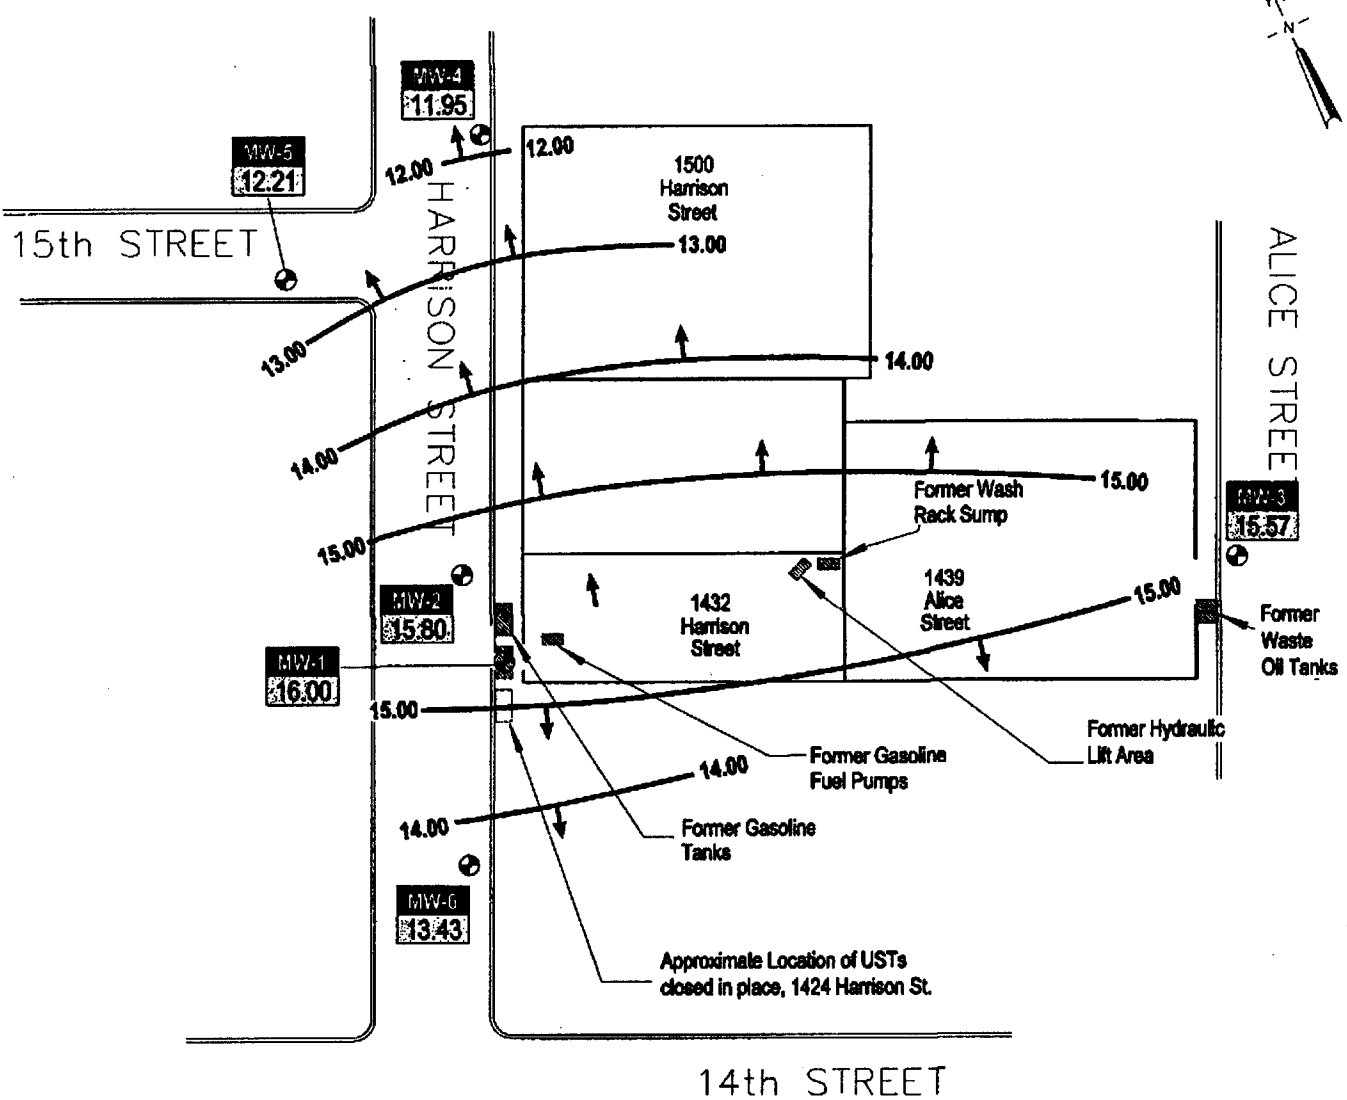 N
MW-4
11.95
MW-5
12.21
12.00
12.00
1500
Harrison
Street
15th STREET
HARRISON STREET
ALICE STREE
13.00
13.00
14.00
14.00
15.00
15.00
Former Wash
Rack Sump
MW-3
15.57
MW-2
15.80
1432
Harrison
Street
1439
Alice
Street
15.00
Former
Waste
Oil Tanks
MW-1
16.00
15.00
Former Hydraulic
Lift Area
Former Gasoline
Fuel Pumps
14.00
14.00
Former Gasoline
Tanks
MW-6
13.43
Approximate Location of USTs
closed in place, 1424 Harrison St.
14th STREET